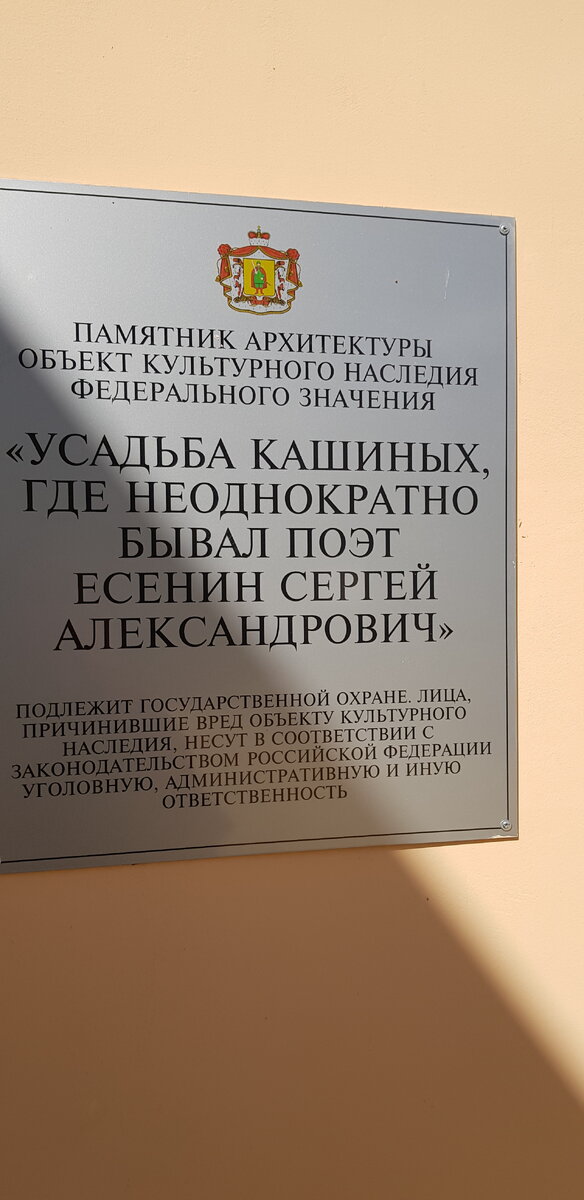 ПАМЯТНИК АРХИТЕКТУРЫ
ОБЪЕКТ КУЛЬТУРНОГО НАСЛЕДИЯ
ФЕДЕРАЛЬНОГО ЗНАЧЕНИЯ
«УСАДЬБА КАШИНЫХ,
ГДЕ НЕОДНОКРАТНО
БЫВАЛ ПОЭТ
ЕСЕНИН СЕРГЕЙ
АЛЕКСАНДРОВИЧ»
ПОДЛЕЖИТ ГОСУДАРСТВЕННОЙ ОХРАНЕ. ЛИЦА,
ПРИЧИНИВШИЕ ВРЕД ОБЪЕКТУ КУЛЬТУРНОГО
НАСЛЕДИЯ, НЕСУТ В СООТВЕТСТВИИ С
ЗАКОНОДАТЕЛЬСТВОМ РОССИЙСКОЙ ФЕДЕРАЦИИ
УГОЛОВНУЮ, АДМИНИСТРАТИВНУЮ И ИНУЮ
ОТВЕТСТВЕННОСТЬ